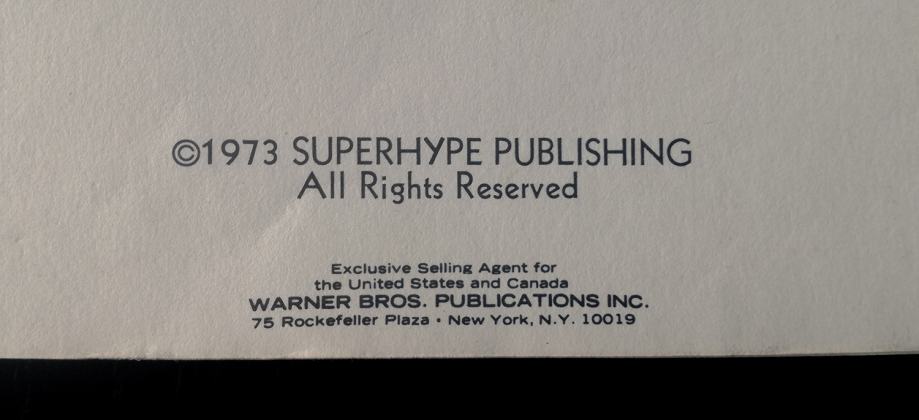 ©1973 SUPERHYPE PUBLISHING
All Rights Reserved
Exclusive Selling Agent for
the United States and Canada
WARNER BROS. PUBLICATIONS INC.
75 Rockefeller Plaza • New York, N.Y. 10019